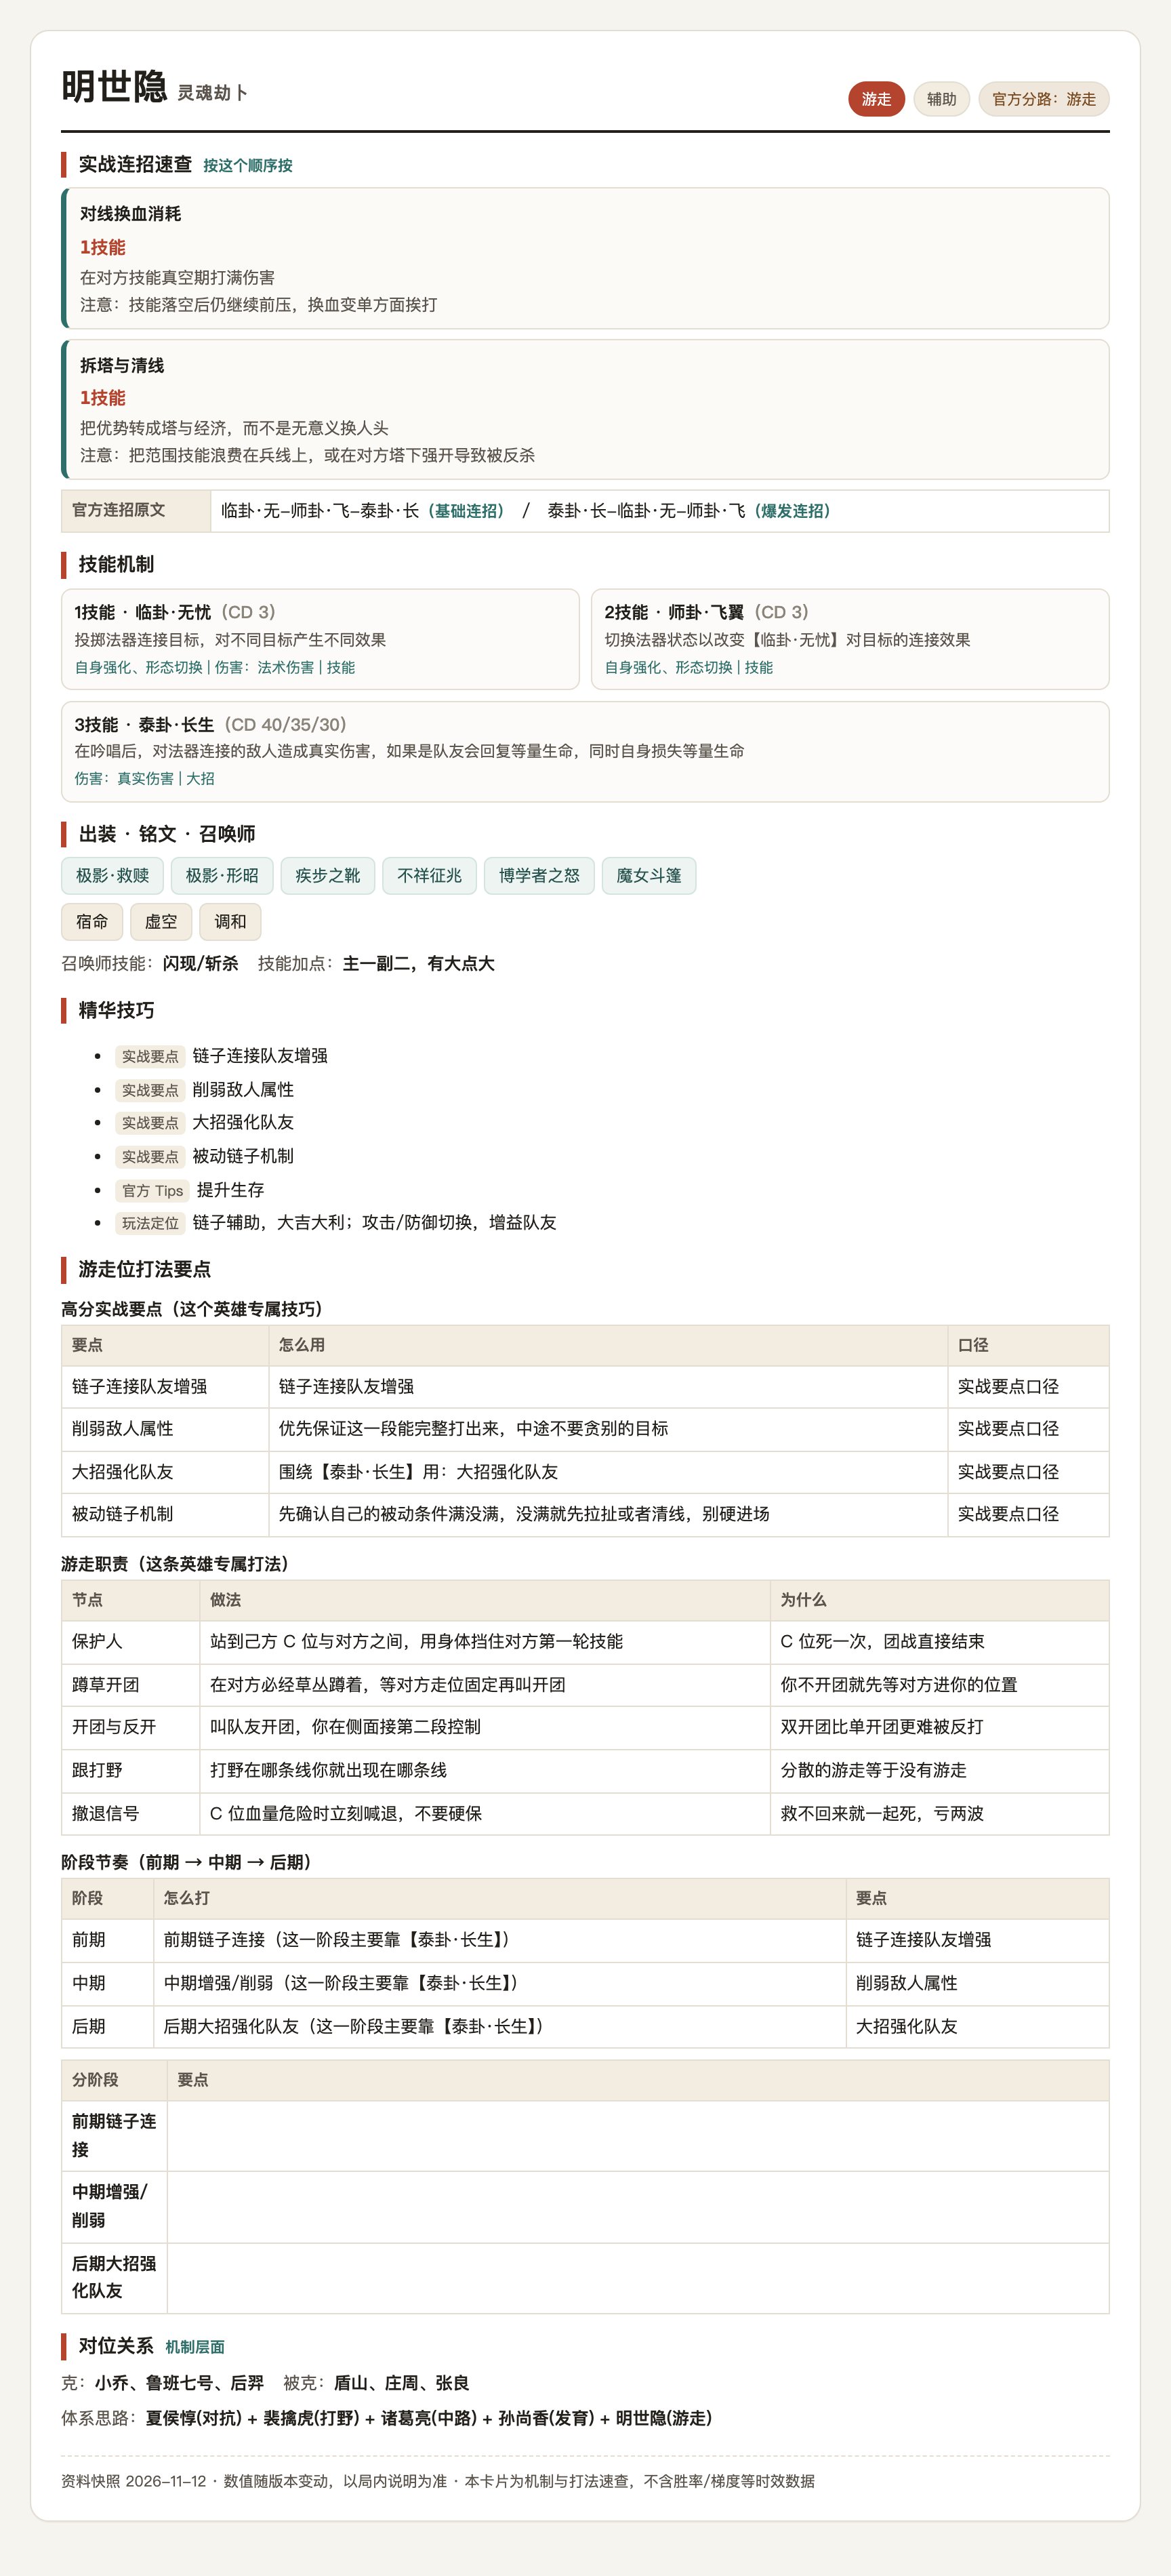 明世隐 灵魂劫卜
游走 辅助 官方分路：游走
实战连招速查 按这个顺序按
对线换血消耗
1技能
在对方技能真空期打满伤害
注意：技能落空后仍继续前压，换血变单方面挨打
拆塔与清线
1技能
把优势转成塔与经济，而不是无意义换人头
注意：把范围技能浪费在兵线上，或在对方塔下强开导致被反杀
官方连招原文 临卦·无–师卦·飞–泰卦·长（基础连招） / 泰卦·长–临卦·无–师卦·飞（爆发连招）
技能机制
1技能 · 临卦·无忧（CD 3）
投掷法器连接目标，对不同目标产生不同效果
自身强化、形态切换 | 伤害：法术伤害 | 技能
2技能 · 师卦·飞翼（CD 3）
切换法器状态以改变【临卦·无忧】对目标的连接效果
自身强化、形态切换 | 技能
3技能 · 泰卦·长生（CD 40/35/30）
在吟唱后，对法器连接的敌人造成真实伤害，如果是队友会回复等量生命，同时自身损失等量生命
伤害：真实伤害 | 大招
出装 · 铭文 · 召唤师
极影·救赎 极影·形昭 疾步之靴 不祥征兆 博学者之怒 魔女斗篷
宿命 虚空 调和
召唤师技能：闪现/斩杀 技能加点：主一副二，有大点大
精华技巧
• 实战要点 链子连接队友增强
• 实战要点 削弱敌人属性
• 实战要点 大招强化队友
• 实战要点 被动链子机制
• 官方 Tips 提升生存
• 玩法定位 链子辅助，大吉大利；攻击/防御切换，增益队友
游走位打法要点
高分实战要点（这个英雄专属技巧）
要点 怎么用 口径
链子连接队友增强 链子连接队友增强 实战要点口径
削弱敌人属性 优先保证这一段能完整打出来，中途不要贪别的目标 实战要点口径
大招强化队友 围绕【泰卦·长生】用：大招强化队友 实战要点口径
被动链子机制 先确认自己的被动条件满没满，没满就先拉扯或者清线，别硬进场 实战要点口径
游走职责（这条英雄专属打法）
节点 做法 为什么
保护人 站到己方 C 位与对方之间，用身体挡住对方第一轮技能 C 位死一次，团战直接结束
蹲草开团 在对方必经草丛蹲着，等对方走位固定再叫开团 你不开团就先等对方进你的位置
开团与反开 叫队友开团，你在侧面接第二段控制 双开团比单开团更难被反打
跟打野 打野在哪条线你就出现在哪条线 分散的游走等于没有游走
撤退信号 C 位血量危险时立刻喊退，不要硬保 救不回来就一起死，亏两波
阶段节奏（前期 → 中期 → 后期）
阶段 怎么打 要点
前期 前期链子连接（这一阶段主要靠【泰卦·长生】） 链子连接队友增强
中期 中期增强/削弱（这一阶段主要靠【泰卦·长生】） 削弱敌人属性
后期 后期大招强化队友（这一阶段主要靠【泰卦·长生】） 大招强化队友
分阶段 要点
前期链子连
接
中期增强/
削弱
后期大招强
化队友
对位关系 机制层面
克：小乔、鲁班七号、后羿 被克：盾山、庄周、张良
体系思路：夏侯惇(对抗) + 裴擒虎(打野) + 诸葛亮(中路) + 孙尚香(发育) + 明世隐(游走)
资料快照 2026–11–12 · 数值随版本变动，以局内说明为准 · 本卡片为机制与打法速查，不含胜率/梯度等时效数据